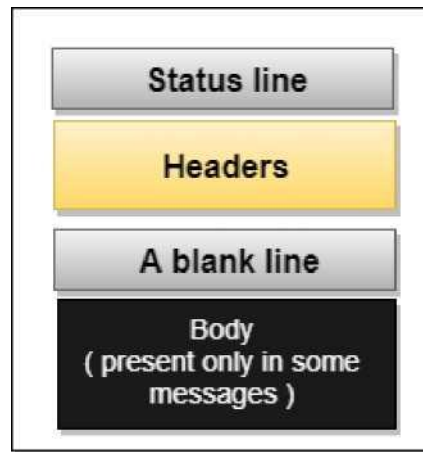 Status line
Headers
A blank line
Body
( present only in some
messages )